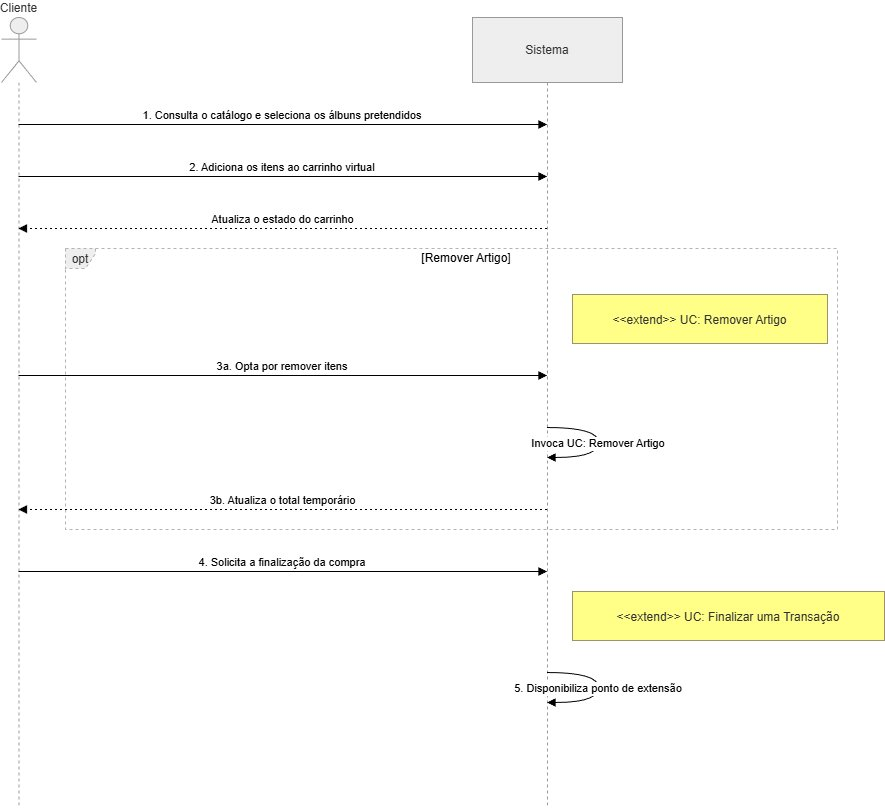 Cliente
Sistema
1. Consulta o catálogo e seleciona os álbuns pretendidos
2. Adiciona os itens ao carrinho virtual
Atualiza o estado do carrinho
opt
[Remover Artigo]
<<extend>> UC: Remover Artigo
3a. Opta por remover itens
Invoca UC: Remover Artigo
3b. Atualiza o total temporário
4. Solicita a finalização da compra
<<extend>> UC: Finalizar uma Transação
5. Disponibiliza ponto de extensão